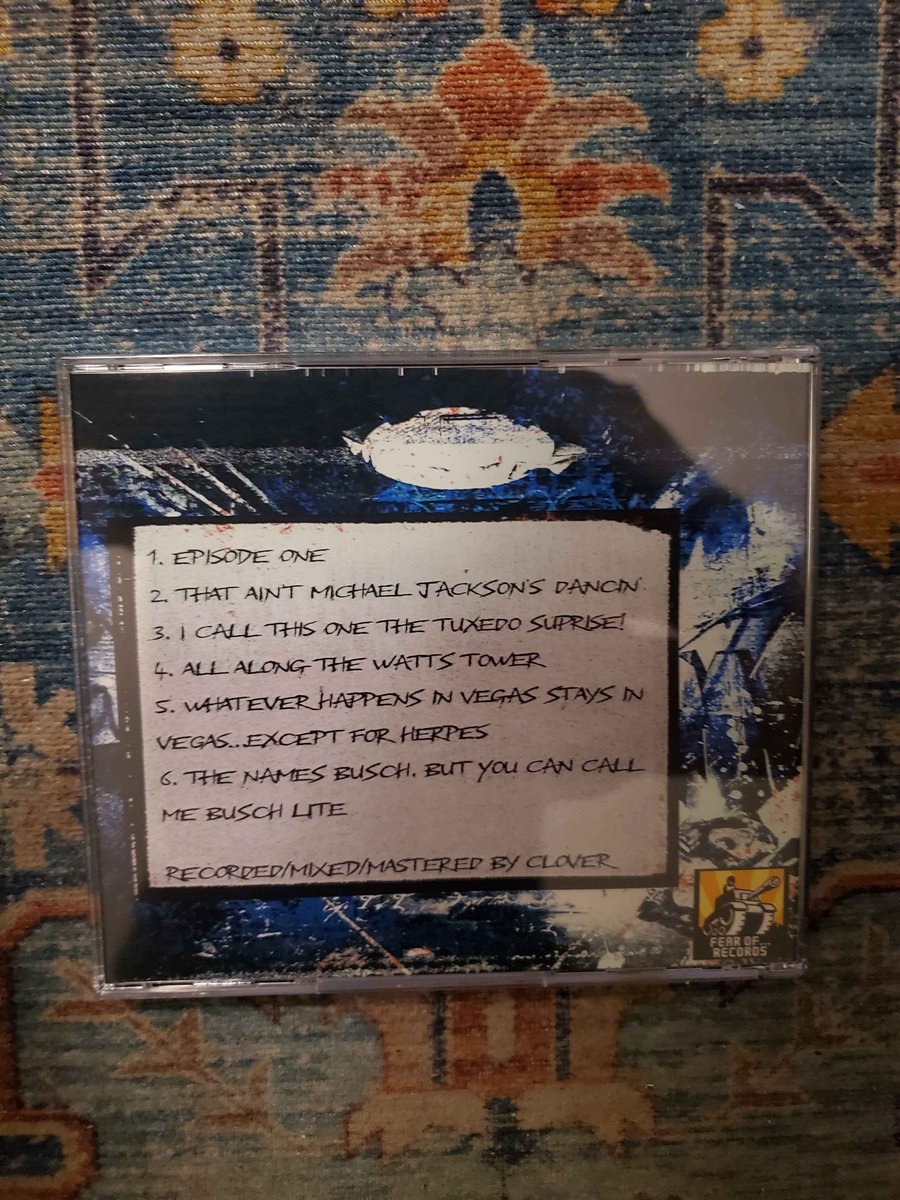 1. EPISODE ONE
2. THAT AIN'T MICHAEL JACKSON'S DANCIN'
3. I CALL THIS ONE THE TUXEDO SUPRISE!
4. ALL ALONG THE WATTS TOWER
5. WHATEVER HAPPENS IN VEGAS STAYS IN
VEGAS...EXCEPT FOR HERPES
6. THE NAMES BUSCH. BUT YOU CAN CALL
ME BUSCH LITE
RECORDED/MIXED/MASTERED BY CLOVER
FEAR OF...
RECORDS